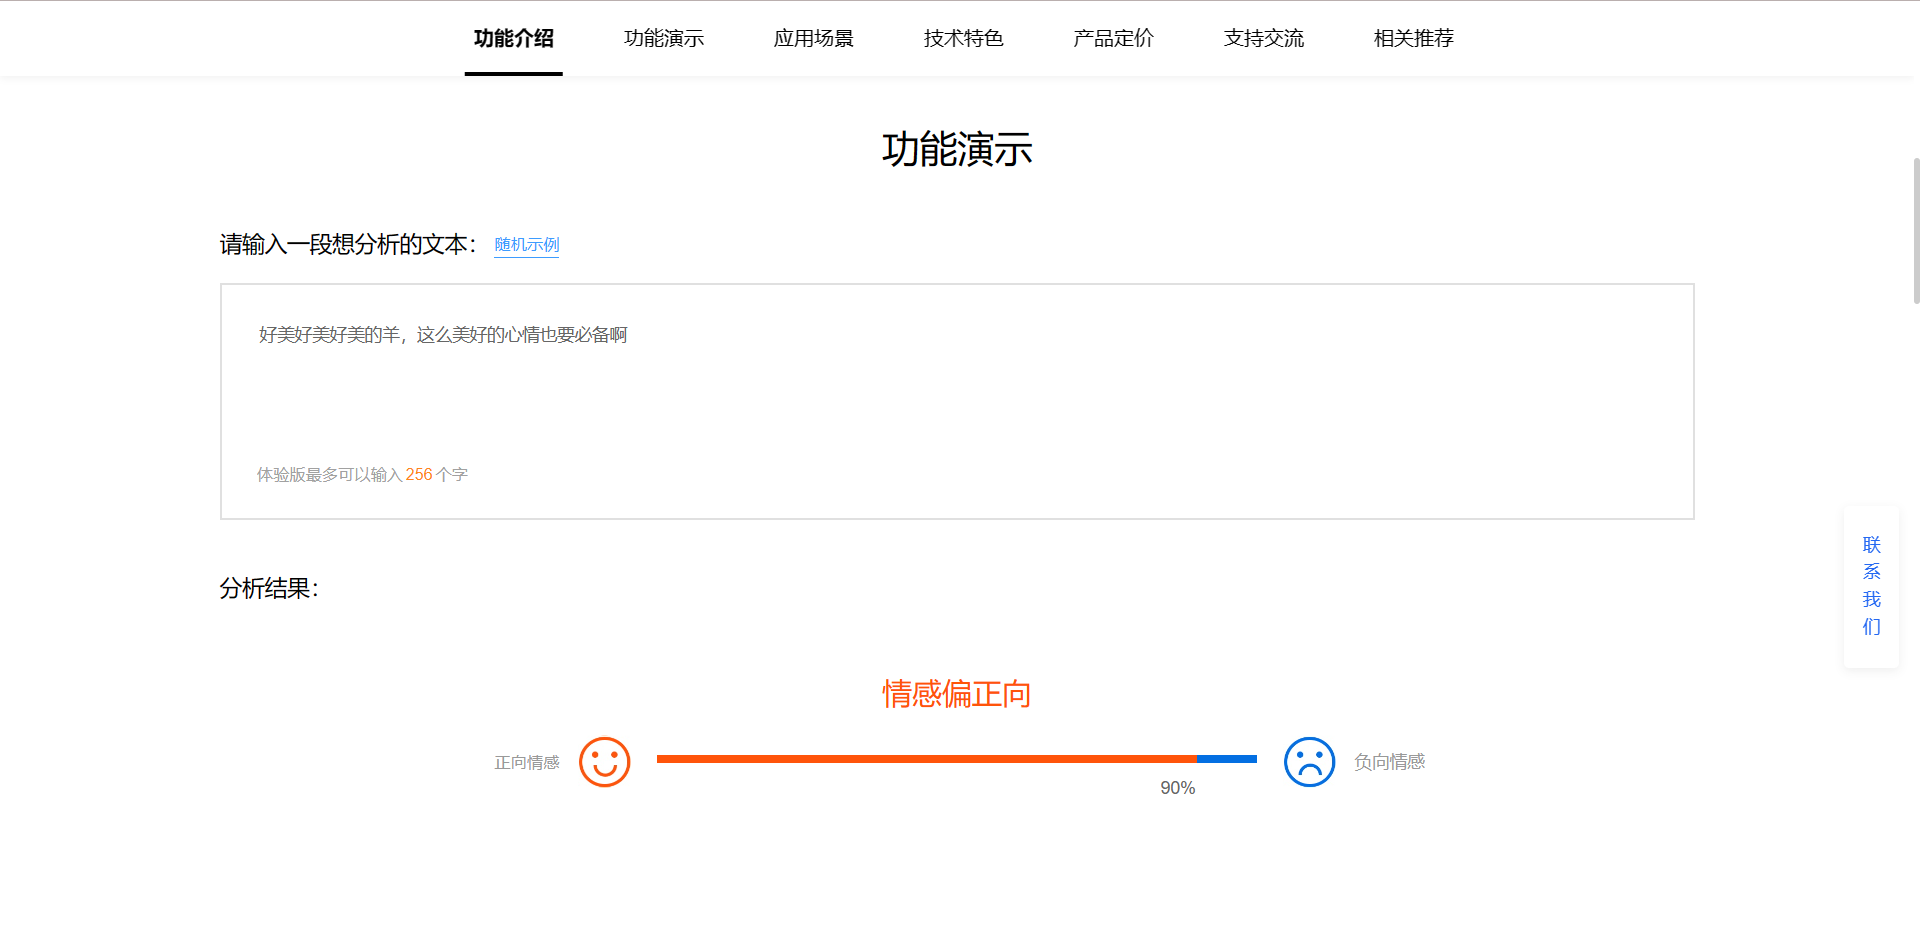 功能介绍 功能演示 应用场景 技术特色 产品定价 支持交流 相关推荐
功能演示
请输入一段想分析的文本： 随机示例
好美好美好美的羊，这么美好的心情也要必备啊
体验版最多可以输入256个字
联
系
我
们
分析结果：
情感偏正向
正向情感 负向情感
90%